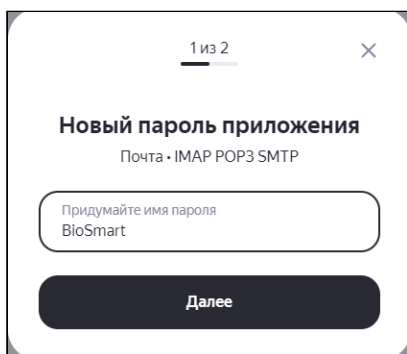 1 из 2
Новый пароль приложения
Почта • IMAP POP3 SMTP
Придумайте имя пароля
BioSmart
Далее